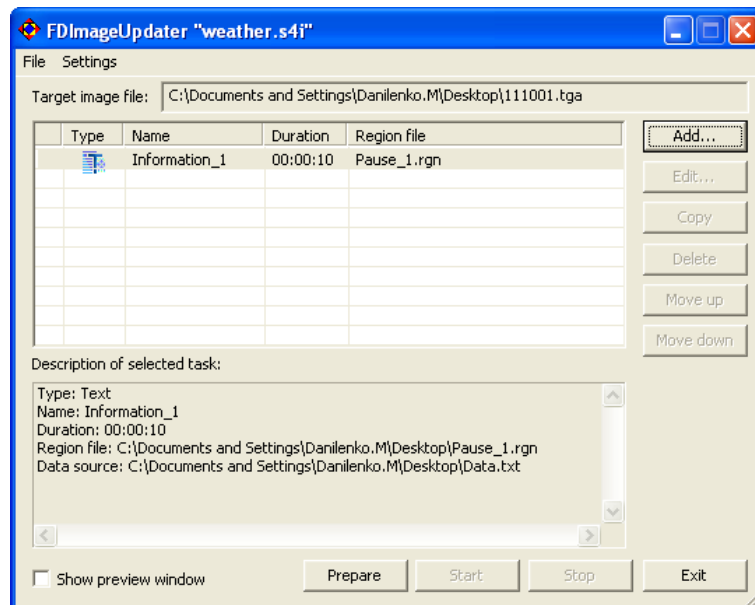 FDImageUpdater "weather.s4i"
File Settings
Target image file: C:\Documents and Settings\Danilenko.M\Desktop\111001.tga
Type Name Duration Region file
Information_1 00:00:10 Pause_1.rgn
Add...
Edit...
Copy
Delete
Move up
Move down
Description of selected task:
Type: Text
Name: Information_1
Duration: 00:00:10
Region file: C:\Documents and Settings\Danilenko.M\Desktop\Pause_1.rgn
Data source: C:\Documents and Settings\Danilenko.M\Desktop\Data.txt
Show preview window Prepare Start Stop Exit